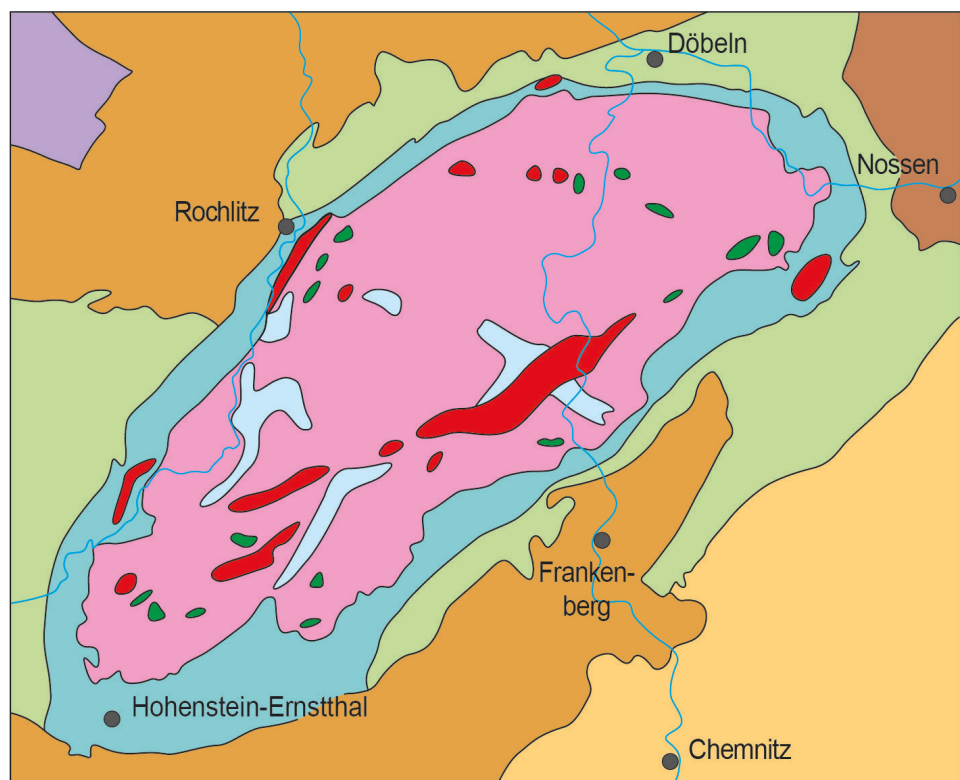 Döbeln
Nossen
Rochlitz
Franken-
berg
Hohenstein-Ernstthal
Chemnitz